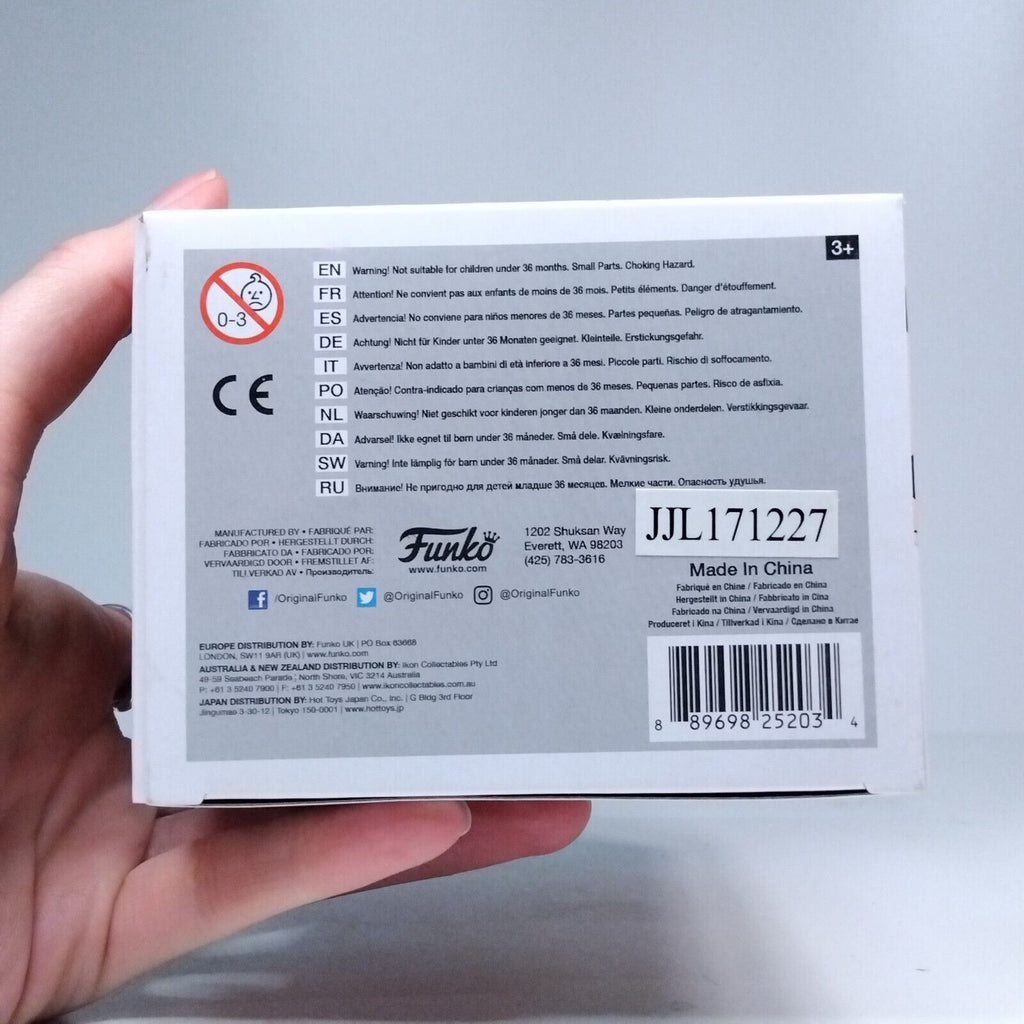 3+
EN Warning! Not suitable for children under 36 months. Small Parts. Choking Hazard.
FR Attention! Ne convient pas aux enfants de moins de 36 mois. Petits éléments. Danger d'étouffement.
ES Advertencia! No conviene para niños menores de 36 meses. Partes pequeñas. Peligro de atragantamiento.
DE Achtung! Nicht für Kinder unter 36 Monaten geeignet. Kleinteile. Erstickungsgefahr.
IT Avvertenza! Non adatto a bambini di età inferiore a 36 mesi. Piccole parti. Rischio di soffocamento.
PO Atenção! Contra-indicado para crianças com menos de 36 meses. Pequenas partes. Risco de asfixia.
NL Waarschuwing! Niet geschikt voor kinderen jonger dan 36 maanden. Kleine onderdelen. Verstikkingsgevaar.
DA Advarsel! Ikke egnet til børn under 36 måneder. Små dele. Kvælningsfare.
SW Varning! Inte lämplig för barn under 36 månader. Små delar. Kvävningsrisk.
RU Внимание! Не пригодно для детей младше 36 месяцев. Мелкие части. Опасность удушья.
0-3
CE
MANUFACTURED BY • FABRIQUÉ PAR:
FABRICADO POR • HERGESTELLT DURCH:
FABBRICATO DA • FABRICADO POR:
VERVAARDIGD DOOR • FREMSTILLET AF:
TILLVERKAD AV • Производитель:
Funko
www.funko.com
1202 Shuksan Way
Everett, WA 98203
(425) 783-3616
JJL171227
/OriginalFunko @OriginalFunko @OriginalFunko
Made In China
Fabriqué en Chine / Fabricado en China
Hergestellt in China / Fabbricato in Cina
Fabricado na China / Vervaardigd in China
Produceret i Kina / Tillverkad i Kina / Сделано в Китае
EUROPE DISTRIBUTION BY: Funko UK | PO Box 63668
LONDON, SW11 9AR (UK) | www.funko.com
AUSTRALIA & NEW ZEALAND DISTRIBUTION BY: Ikon Collectables Pty Ltd
49-59 Seabeach Parade | North Shore, VIC 3214 Australia
P: +61 3 5240 7900 | F: +61 3 5240 7950 | www.ikoncollectables.com.au
JAPAN DISTRIBUTION BY: Hot Toys Japan Co., Inc. | G Bldg 3rd Floor
Jingumae 3-30-12 | Tokyo 150-0001 | www.hottoys.jp
8 89698 25203 4